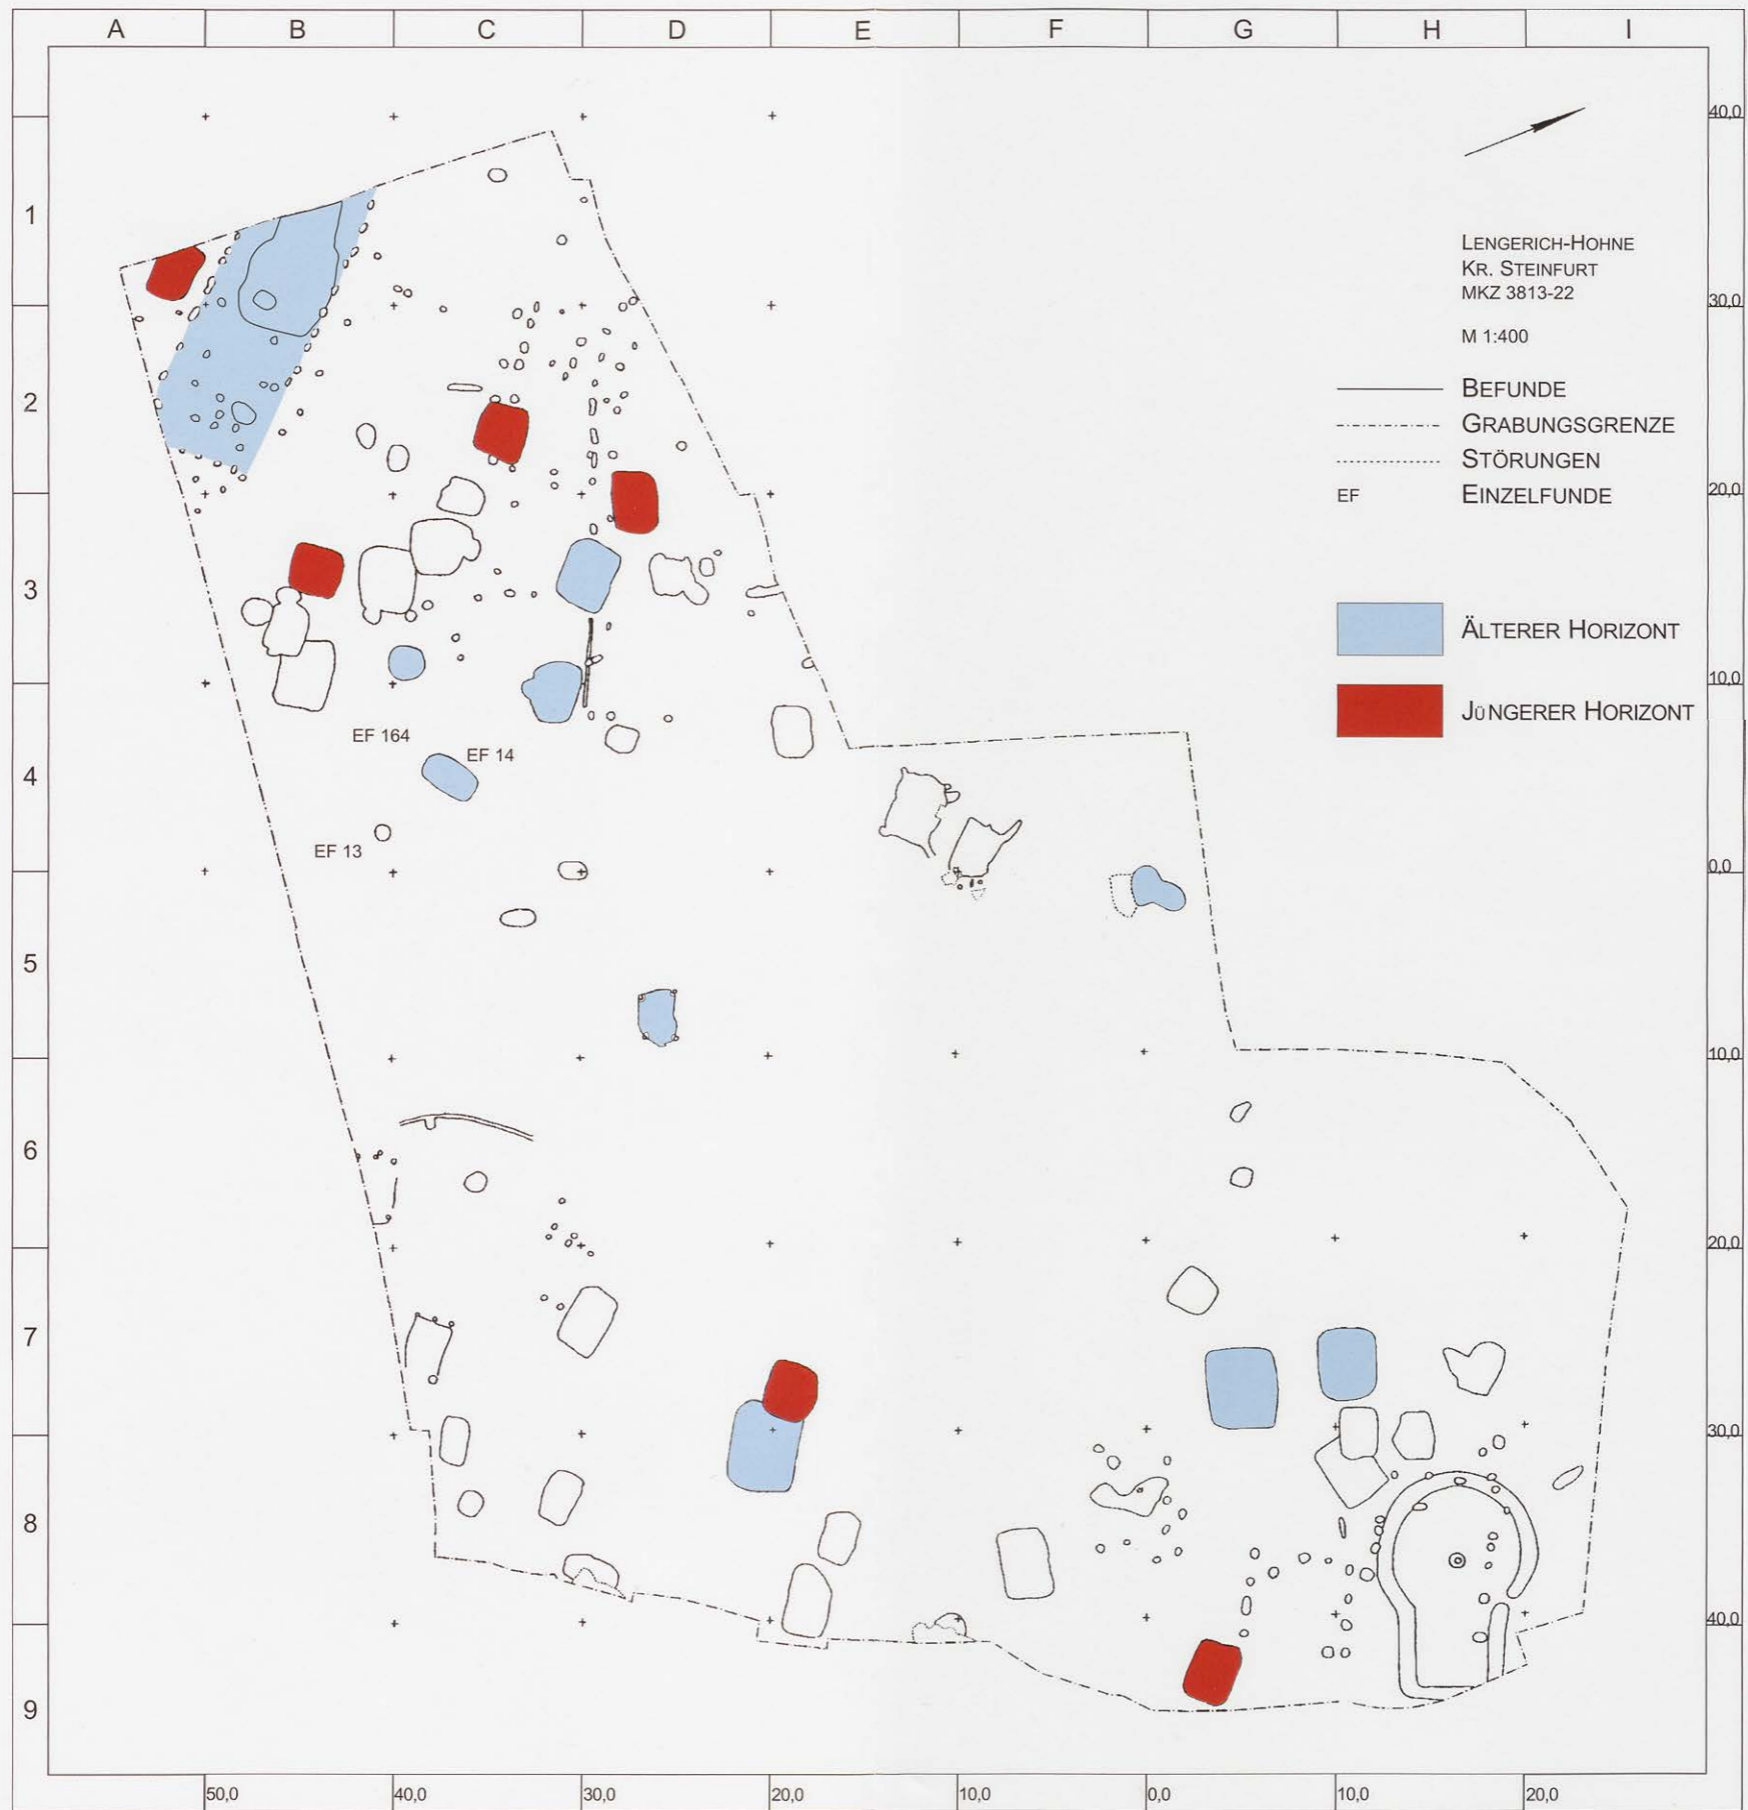 A B C D E F G H I
1
2
3
4
5
6
7
8
9
40,0
30,0
20,0
10,0
0,0
10,0
20,0
30,0
40,0
LENGERICH-HOHNE
KR. STEINFURT
MKZ 3813-22
M 1:400
BEFUNDE
GRABUNGSGRENZE
STÖRUNGEN
EF EINZELFUNDE
ÄLTERER HORIZONT
JüNGERER HORIZONT
EF 164
EF 14
EF 13
50,0 40,0 30,0 20,0 10,0 0,0 10,0 20,0